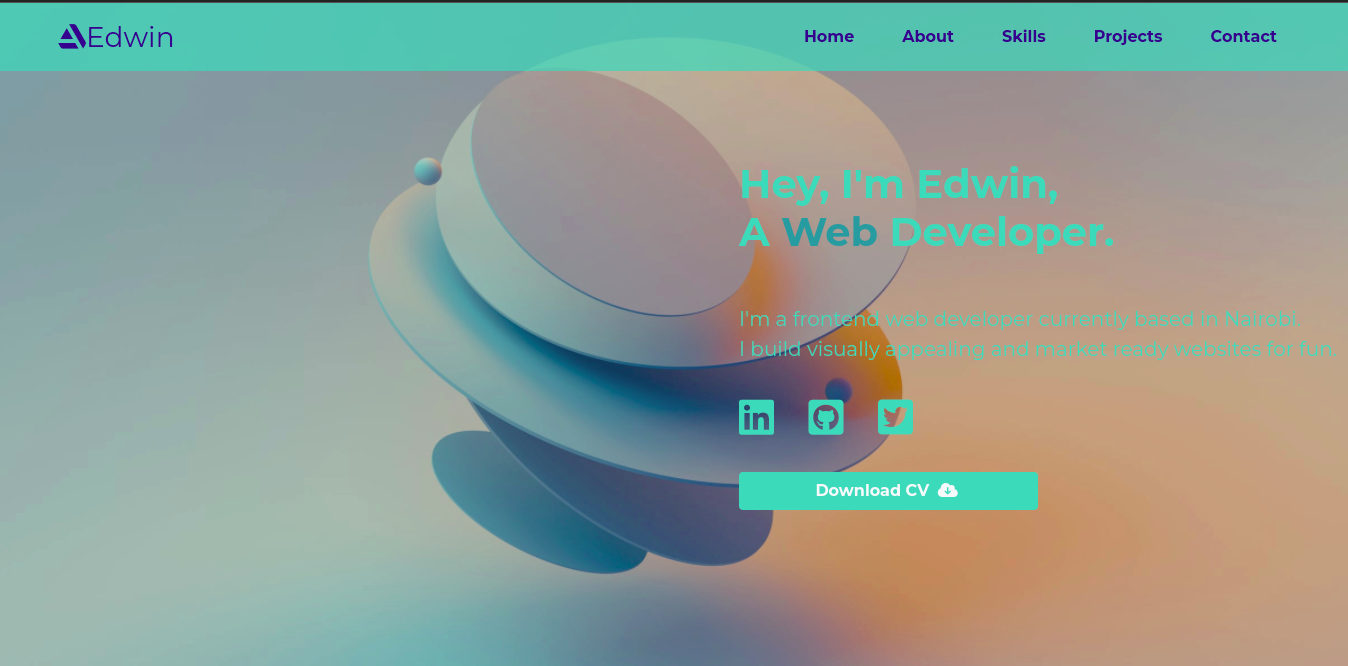 Edwin
Home About Skills Projects Contact
Hey, I'm Edwin,
A Web Developer.
I'm a frontend web developer currently based in Nairobi.
I build visually appealing and market ready websites for fun.
in
Download CV